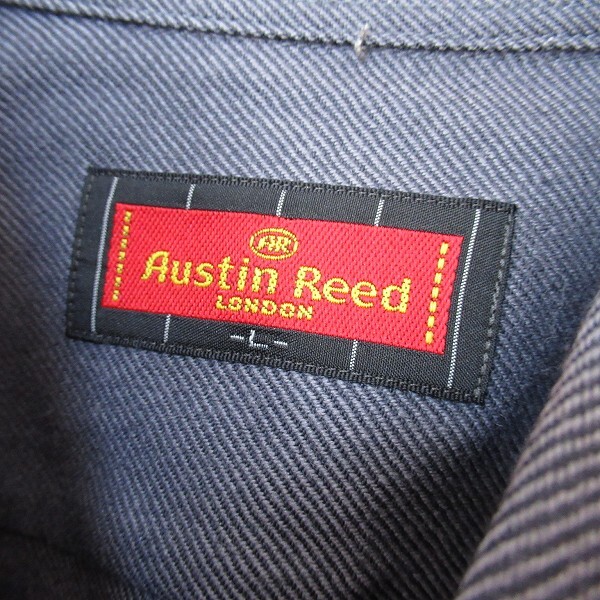 AR
Austin Reed
LONDON
-L-